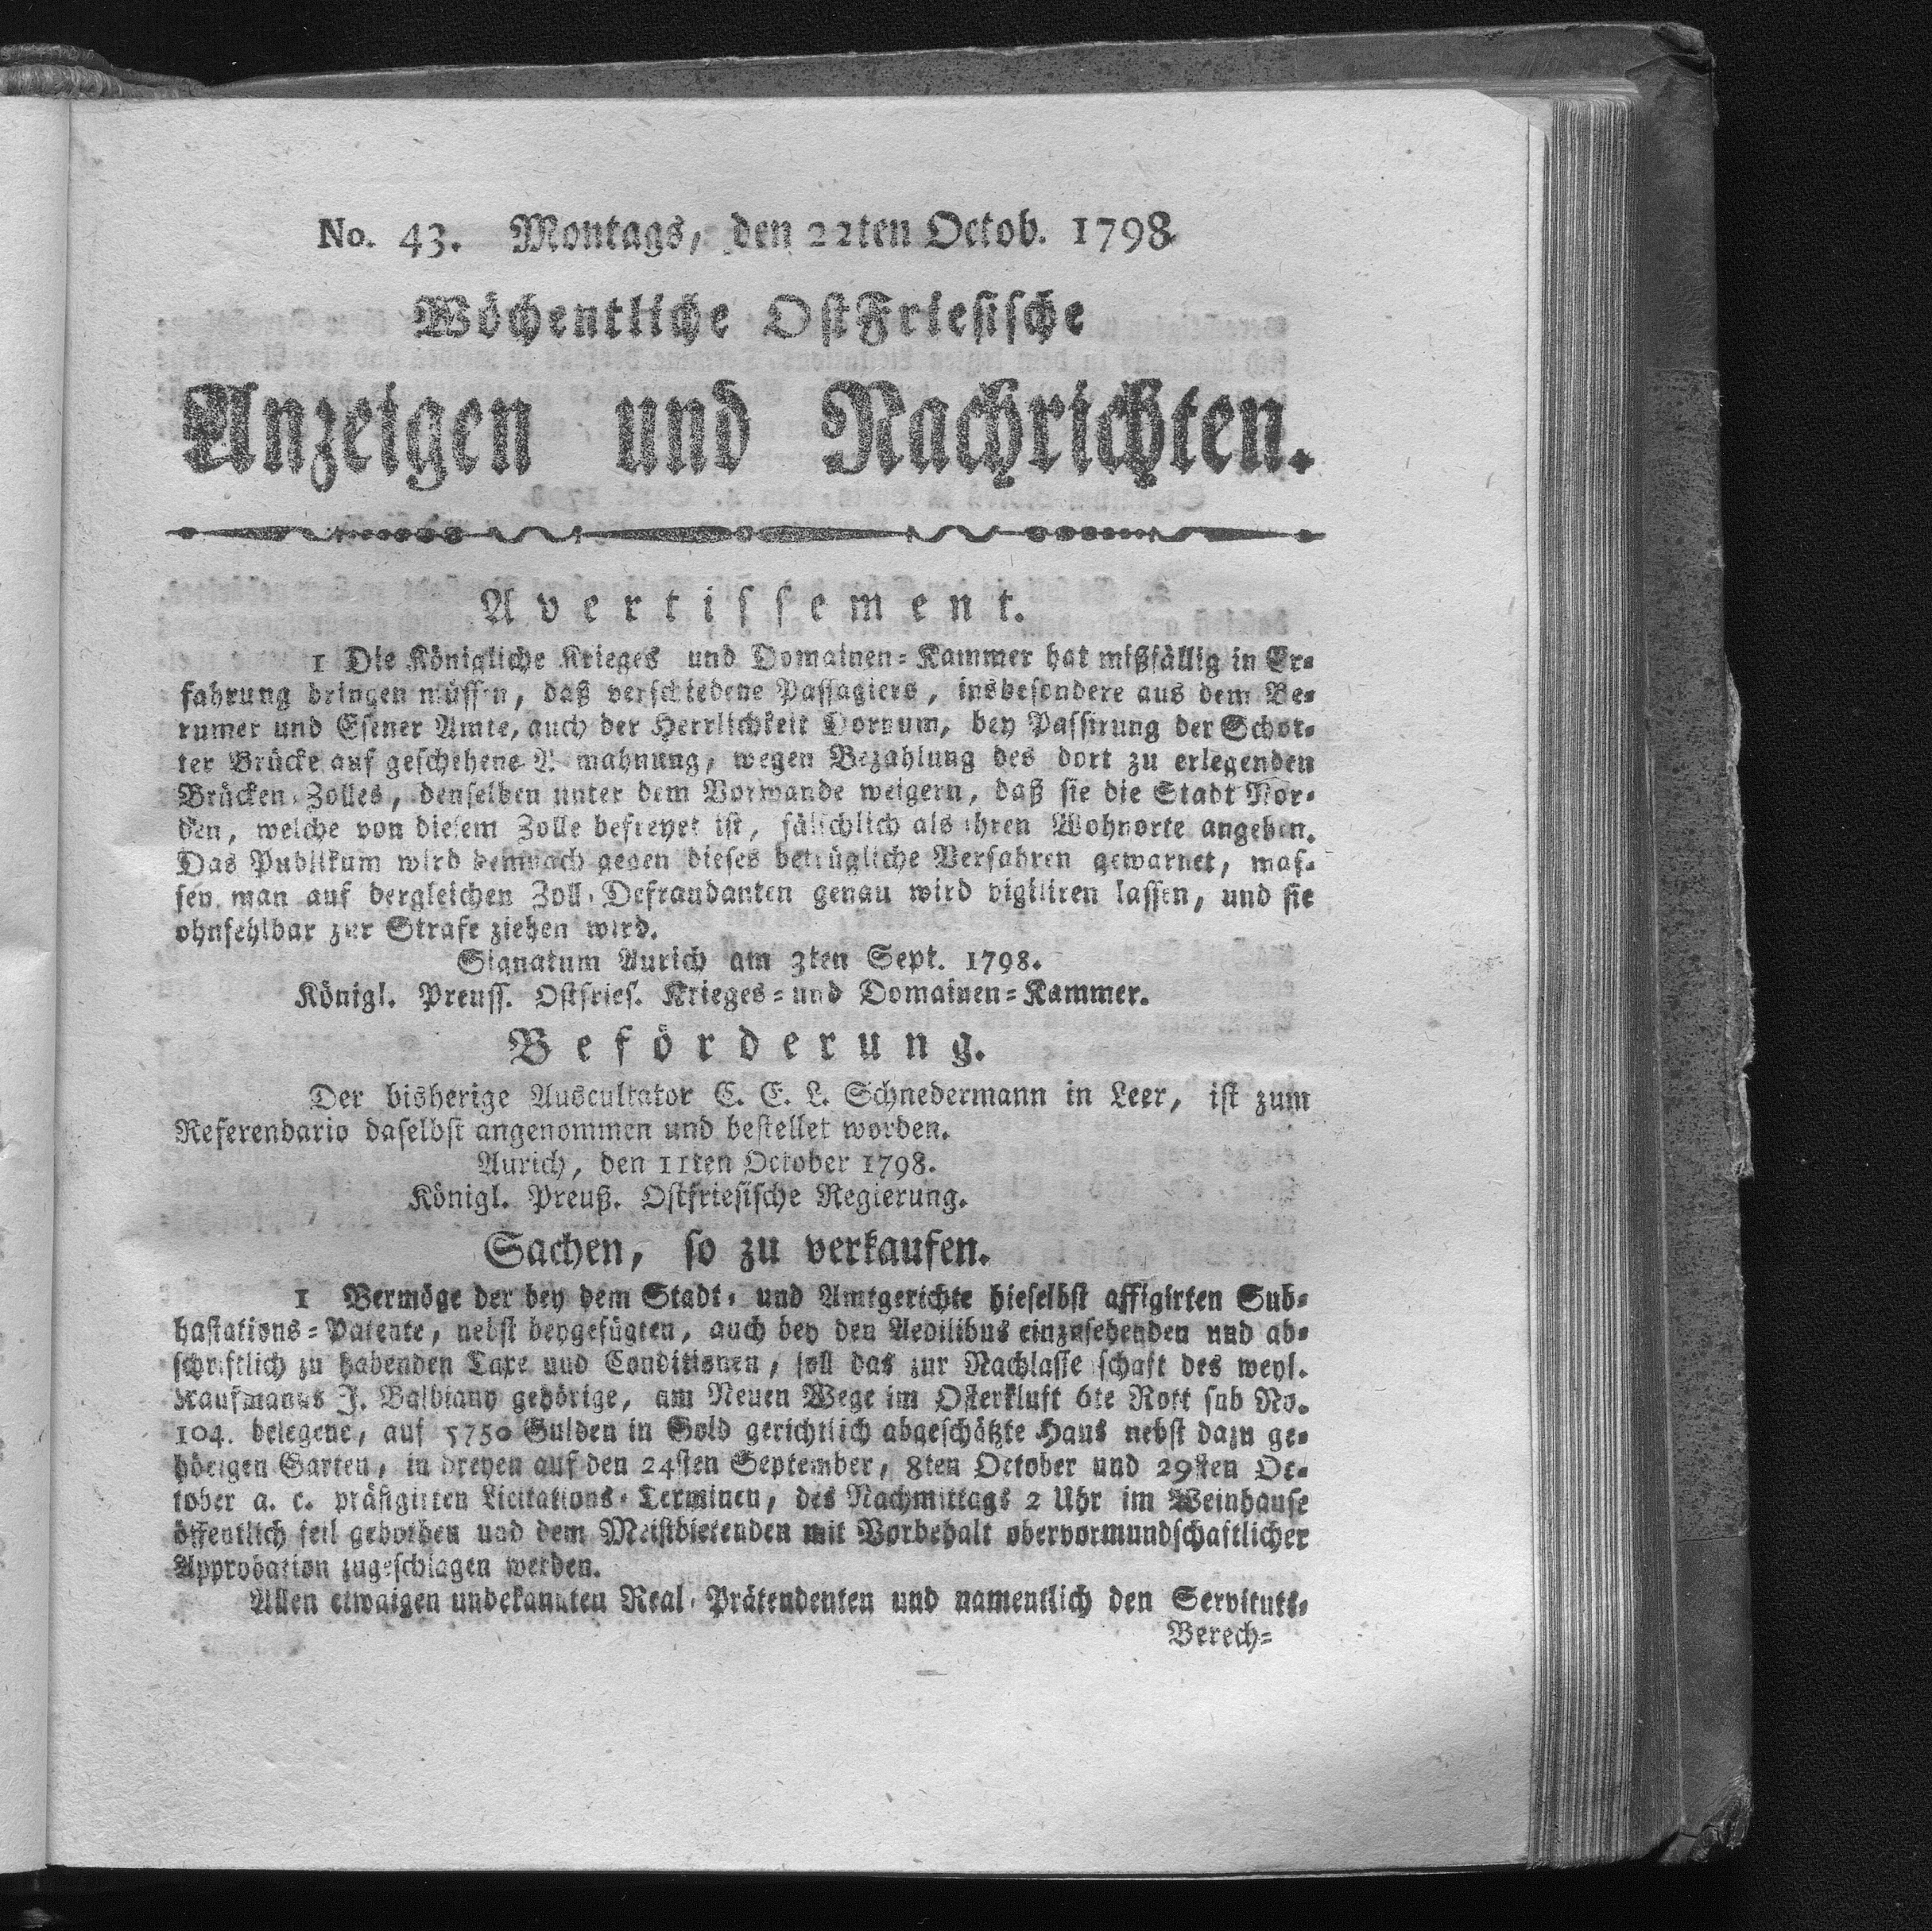 No. 43. Montags, den 22ten Octob. 1798
Wöchentliche OstFriesische
Anzeigen und Nachrichten.
Avertissement.
1 Die Königliche Krieges und Domainen=Kammer hat mißfällig in Er=
fahrung bringen müssen, daß verschiedene Passagiers, insbesondere aus dem Be=
rumer und Esener Amte, auch der Herrlichkeit Dornum, bey Passirung der Schot=
ter Brücke auf geschehene mahnung, wegen Bezahlung des dort zu erlegenden
Brücken=Zolles, denselben unter dem Vorwande weigern, daß sie die Stadt Nor=
den, welche von diesem Zolle befreyet ist, fälschlich als ihren Wohnorte angeben.
Das Publikum wird demnach gegen dieses betrügliche Verfahren gewarnet, mas=
sen man auf dergleichen Zoll=Defraudanten genau wird vigiliren lassen, und sie
ohnfehlbar zur Strafe ziehen wird.
Signatum Aurich am 3ten Sept. 1798.
Königl. Preuss. Ostfries. Krieges=und Domainen=Kammer.
Beförderung.
Der bisherige Auscultator C. E. L. Schnedermann in Leer, ist zum
Referendario daselbst angenommen und bestellet worden.
Aurich, den 11ten October 1798.
Königl. Preuß. Ostfriesische Regierung.
Sachen, so zu verkaufen.
1 Vermöge der bey dem Stadt= und Amtgerichte hieselbst affigirten Sub=
hastations=Patente, nebst beygefügten, auch bey den Aedilibus einzusehenden und ab=
schriftlich zu habenden Taxe und Conditionen, soll das zur Nachlassenschaft des weyl.
Kaufmanns J. Balbiany gehörige, am Neuen Wege im Osterkluft 6te Rott sub No.
104. belegene, auf 5750 Gulden in Gold gerichtlich abgeschätzte Haus nebst dazu ge=
hörigen Garten, in dreyen auf den 24sten September, 8ten October und 29sten Oc=
tober a. c. präfigirten Licitations=Terminen, des Nachmittags 2 Uhr im Weinhause
öffentlich feil gebothen und dem Meistbietenden mit Vorbehalt obervormundschaftlicher
Approbation zugeschlagen werden.
Allen etwaigen unbekannten Real=Prätendenten und namentlich den Servituts=
Berech=